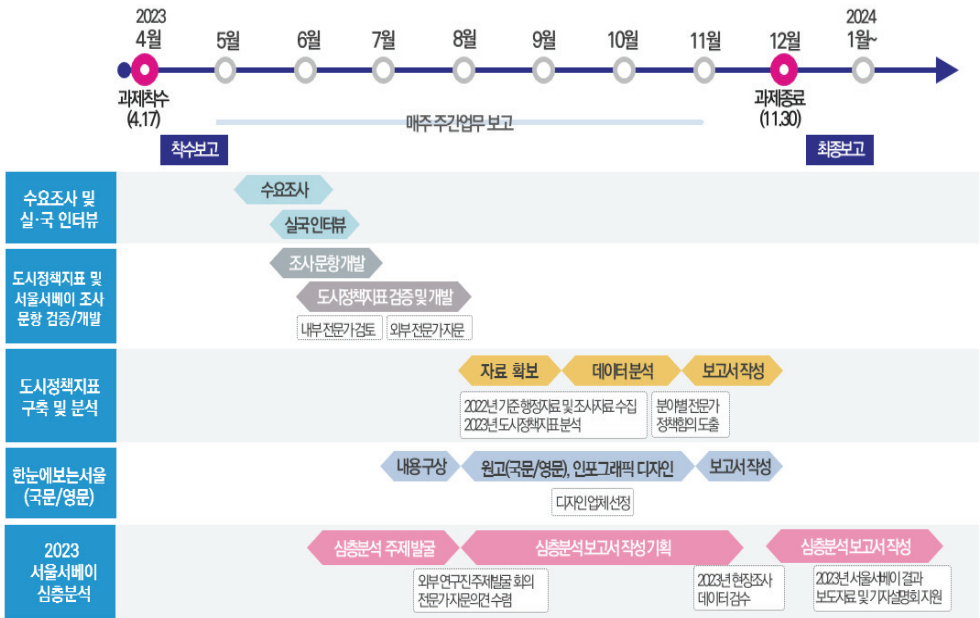 2023
4월
5월
6월
7월
8월
9월
10월
11월
12월
2024
1월~
과제착수
(4.17)
매주 주간업무 보고
과제종료
(11.30)
착수보고
최종보고
수요조사 및
실·국 인터뷰
수요조사
실국 인터뷰
도시정책지표 및
서울서베이 조사
문항 검증/개발
조사 문항 개발
도시정책지표 검증 및 개발
내부 전문가 검토
외부 전문가 자문
도시정책지표
구축 및 분석
자료 확보
데이터 분석
보고서 작성
2022년 기준 행정자료 및 조사자료 수집
2023년 도시정책지표 분석
분야별 전문가
정책함의 도출
한눈에보는서울
(국문/영문)
내용 구상
원고(국문/영문), 인포그래픽 디자인
보고서 작성
디자인 업체 선정
2023
서울서베이
심층분석
심층분석 주제 발굴
심층분석 보고서 작성 기획
심층분석 보고서 작성
외부 연구진 주제발굴 회의
전문가 자문의견 수렴
2023년 현장조사
데이터 검수
2023년 서울서베이 결과
보도자료 및 기자설명회 지원